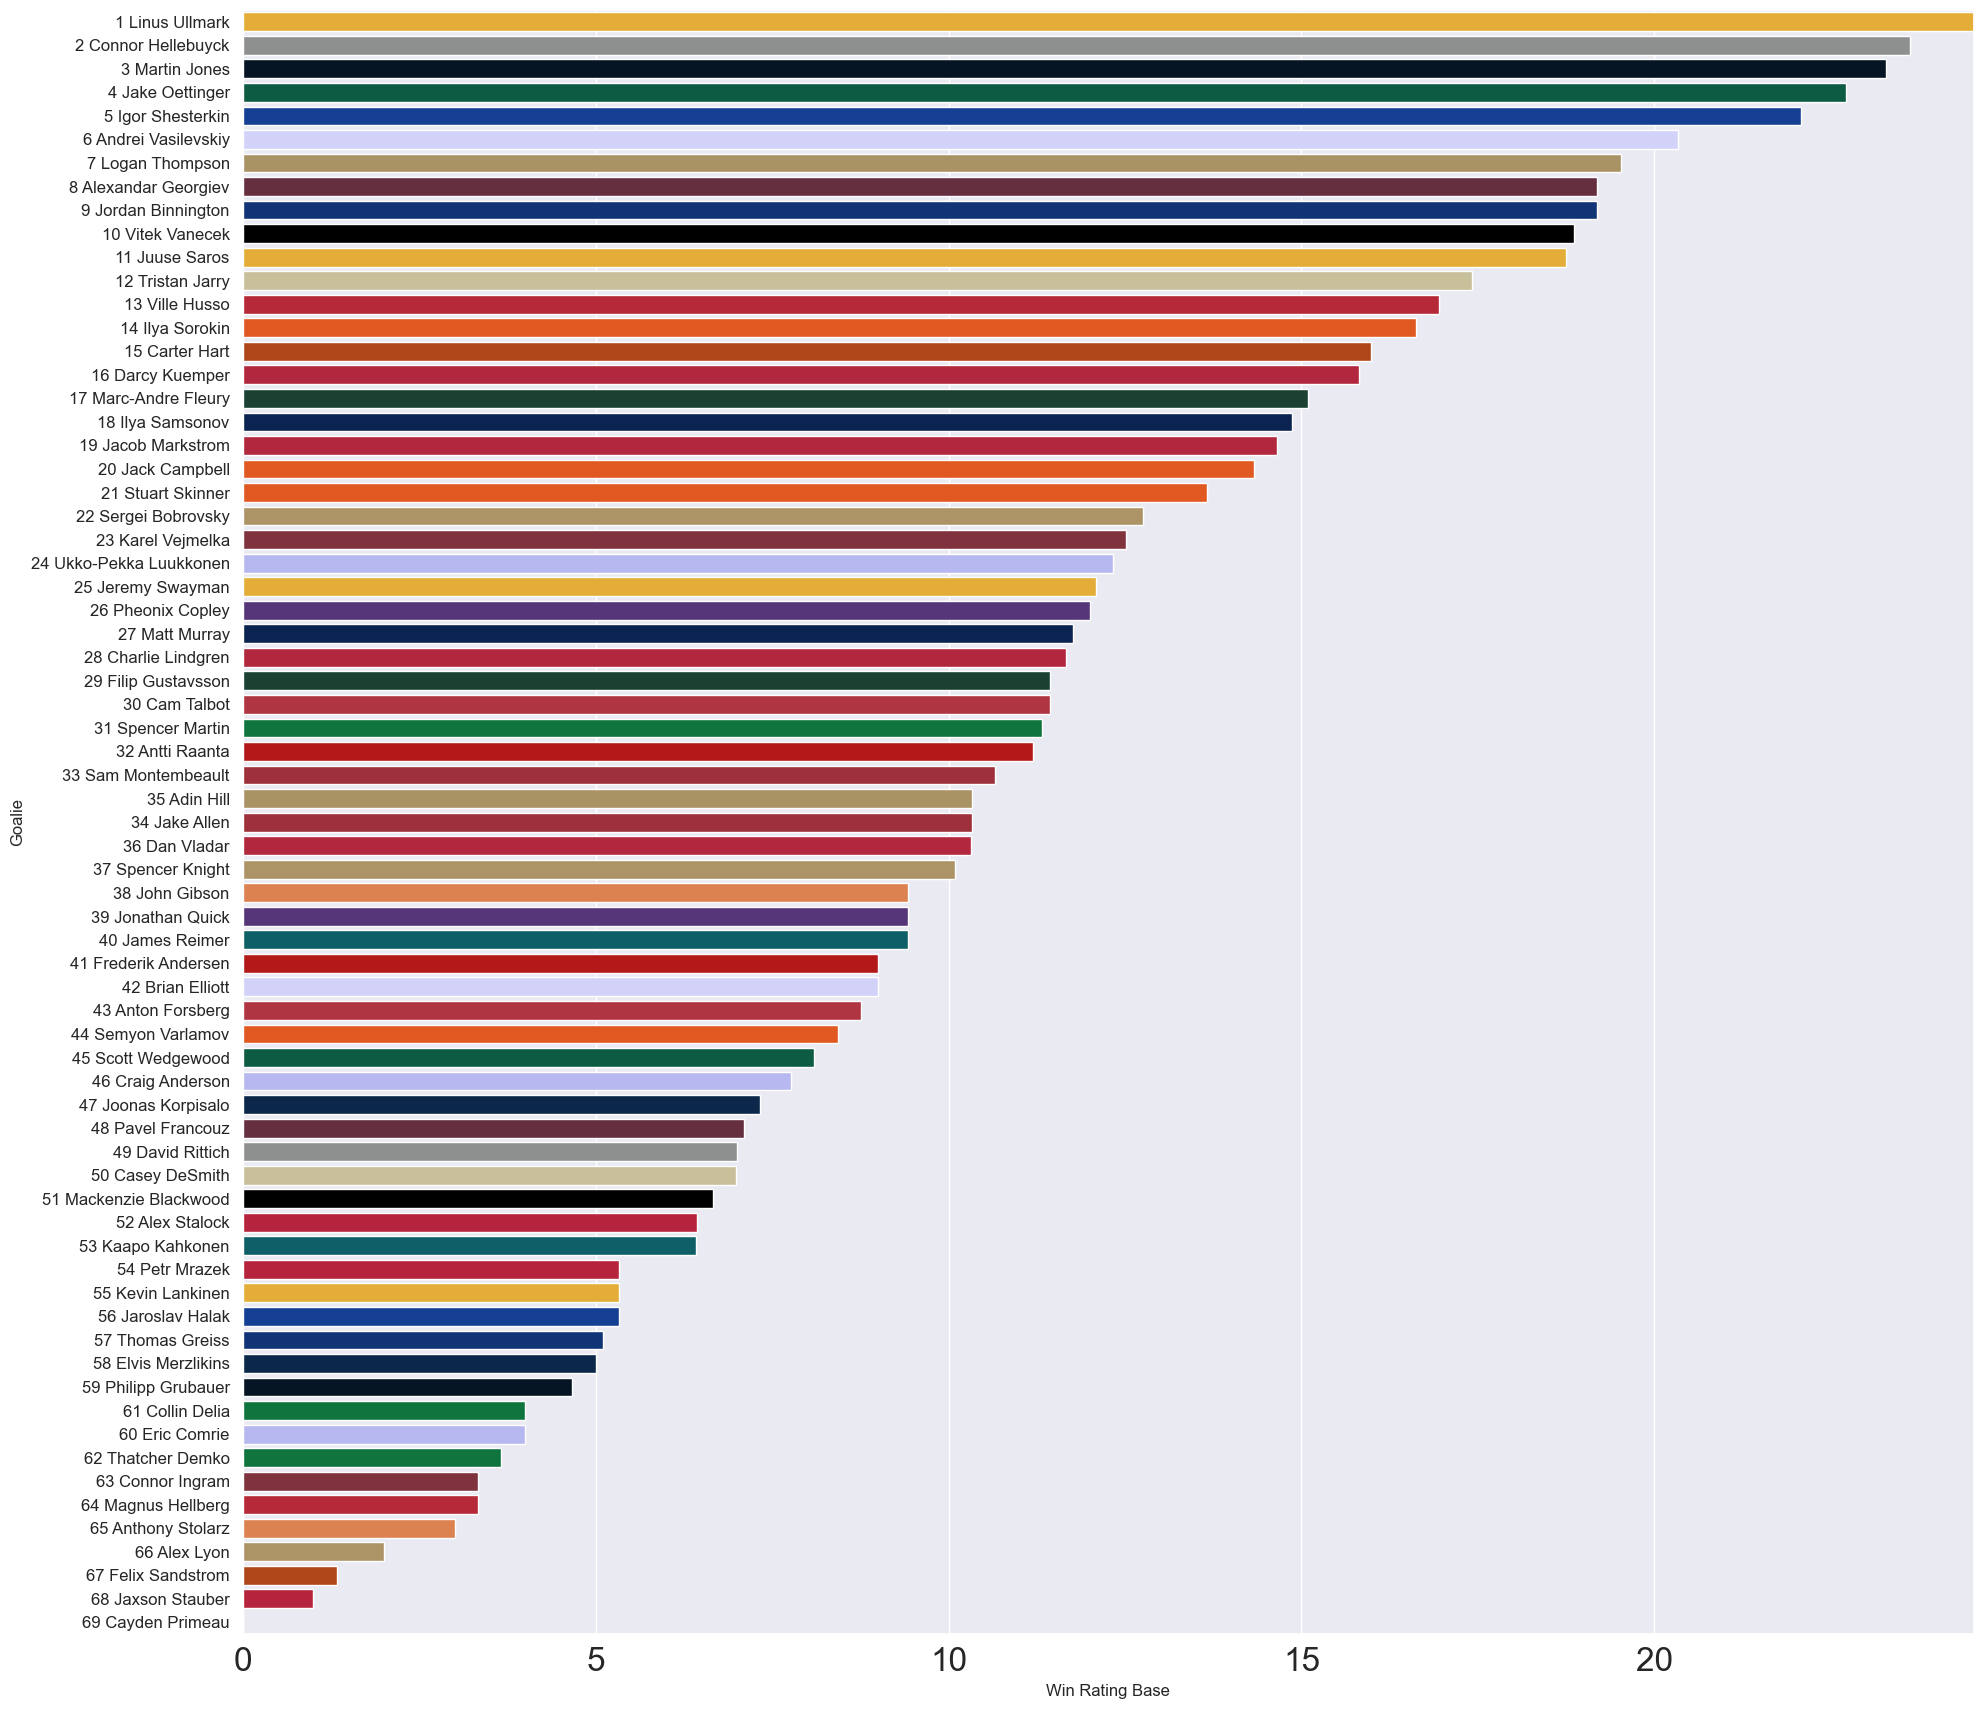 1 Linus Ullmark
2 Connor Hellebuyck
3 Martin Jones
4 Jake Oettinger
5 Igor Shesterkin
6 Andrei Vasilevskiy
7 Logan Thompson
8 Alexandar Georgiev
9 Jordan Binnington
10 Vitek Vanecek
11 Juuse Saros
12 Tristan Jarry
13 Ville Husso
14 Ilya Sorokin
15 Carter Hart
16 Darcy Kuemper
17 Marc-Andre Fleury
18 Ilya Samsonov
19 Jacob Markstrom
20 Jack Campbell
21 Stuart Skinner
22 Sergei Bobrovsky
23 Karel Vejmelka
24 Ukko-Pekka Luukkonen
25 Jeremy Swayman
26 Pheonix Copley
27 Matt Murray
28 Charlie Lindgren
29 Filip Gustavsson
30 Cam Talbot
31 Spencer Martin
32 Antti Raanta
33 Sam Montembeault
35 Adin Hill
34 Jake Allen
36 Dan Vladar
37 Spencer Knight
38 John Gibson
39 Jonathan Quick
40 James Reimer
41 Frederik Andersen
42 Brian Elliott
43 Anton Forsberg
44 Semyon Varlamov
45 Scott Wedgewood
46 Craig Anderson
47 Joonas Korpisalo
48 Pavel Francouz
49 David Rittich
50 Casey DeSmith
51 Mackenzie Blackwood
52 Alex Stalock
53 Kaapo Kahkonen
54 Petr Mrazek
55 Kevin Lankinen
56 Jaroslav Halak
57 Thomas Greiss
58 Elvis Merzlikins
59 Philipp Grubauer
61 Collin Delia
60 Eric Comrie
62 Thatcher Demko
63 Connor Ingram
64 Magnus Hellberg
65 Anthony Stolarz
66 Alex Lyon
67 Felix Sandstrom
68 Jaxson Stauber
69 Cayden Primeau
Goalie
0 5 10 15 20
Win Rating Base